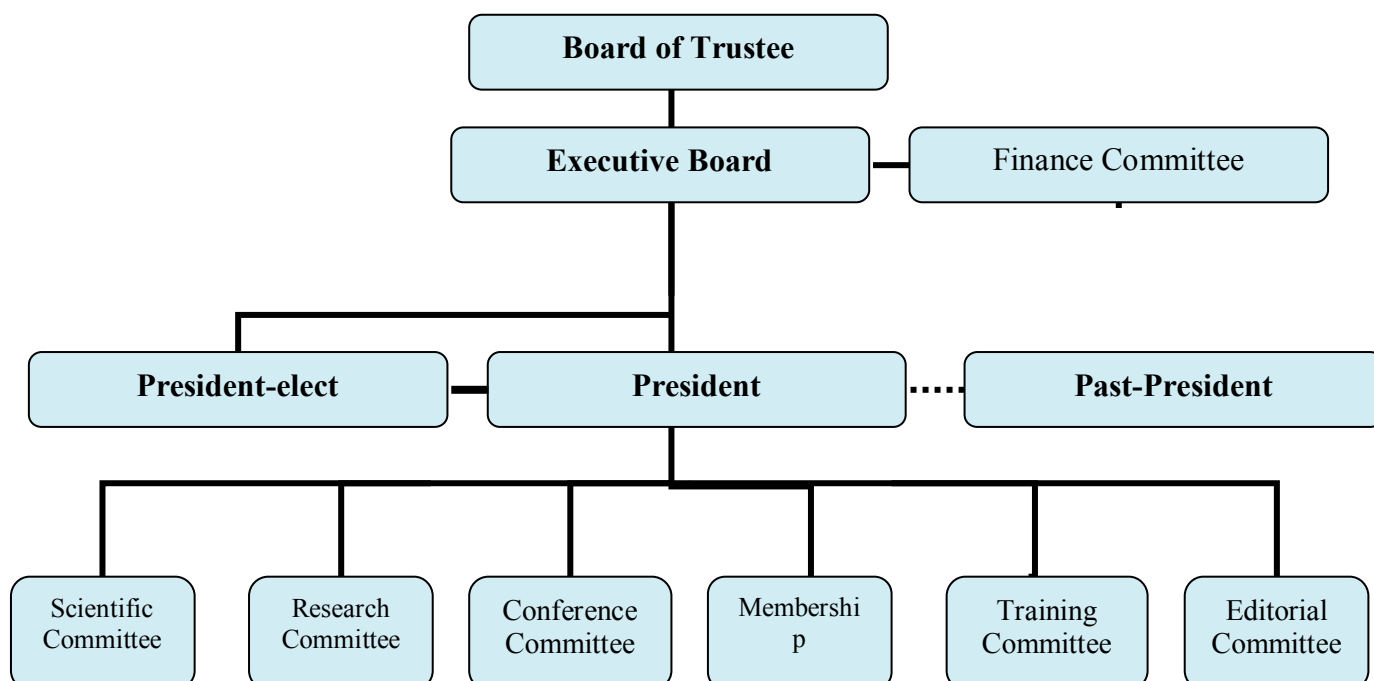 Board of Trustee
Executive Board
Finance Committee
President-elect
President
Past-President
Scientific
Committee
Research
Committee
Conference
Committee
Membershi
p
Training
Committee
Editorial
Committee